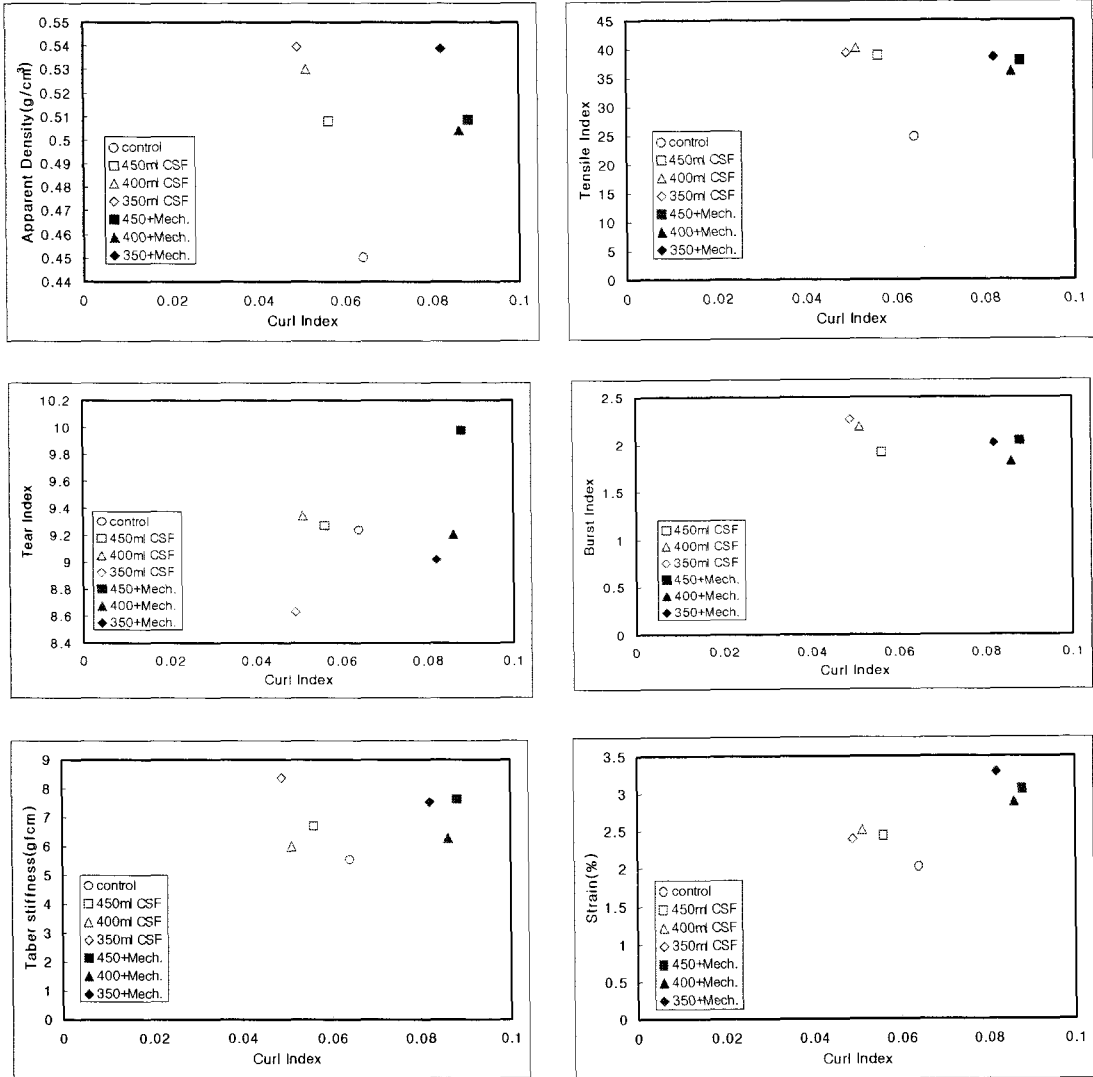 Apparent Density(g/cm³)
0.55
0.54
0.53
0.52
0.51
0.5
0.49
0.48
0.47
0.46
0.45
0.44
control
450ml CSF
400ml CSF
350ml CSF
450+Mech.
400+Mech.
350+Mech.
0 0.02 0.04 0.06 0.08 0.1
Curl Index
Tensile Index
45
40
35
30
25
20
15
10
5
0
control
450ml CSF
400ml CSF
350ml CSF
450+Mech.
400+Mech.
350+Mech.
0 0.02 0.04 0.06 0.08 0.1
Curl Index
Tear Index
10.2
10
9.8
9.6
9.4
9.2
9
8.8
8.6
8.4
control
450ml CSF
400ml CSF
350ml CSF
450+Mech.
400+Mech.
350+Mech.
0 0.02 0.04 0.06 0.08 0.1
Curl Index
Burst Index
2.5
2
1.5
1
0.5
0
450ml CSF
400ml CSF
350ml CSF
450+Mech.
400+Mech.
350+Mech.
0 0.02 0.04 0.06 0.08 0.1
Curl Index
Taber stiffness(gfcm)
9
8
7
6
5
4
3
2
1
0
control
450ml CSF
400ml CSF
350ml CSF
450+Mech.
400+Mech.
350+Mech.
0 0.02 0.04 0.06 0.08 0.1
Curl Index
Strain(%)
3.5
3
2.5
2
1.5
1
0.5
0
control
450ml CSF
400ml CSF
350ml CSF
450+Mech.
400+Mech.
350+Mech.
0 0.02 0.04 0.06 0.08 0.1
Curl Index